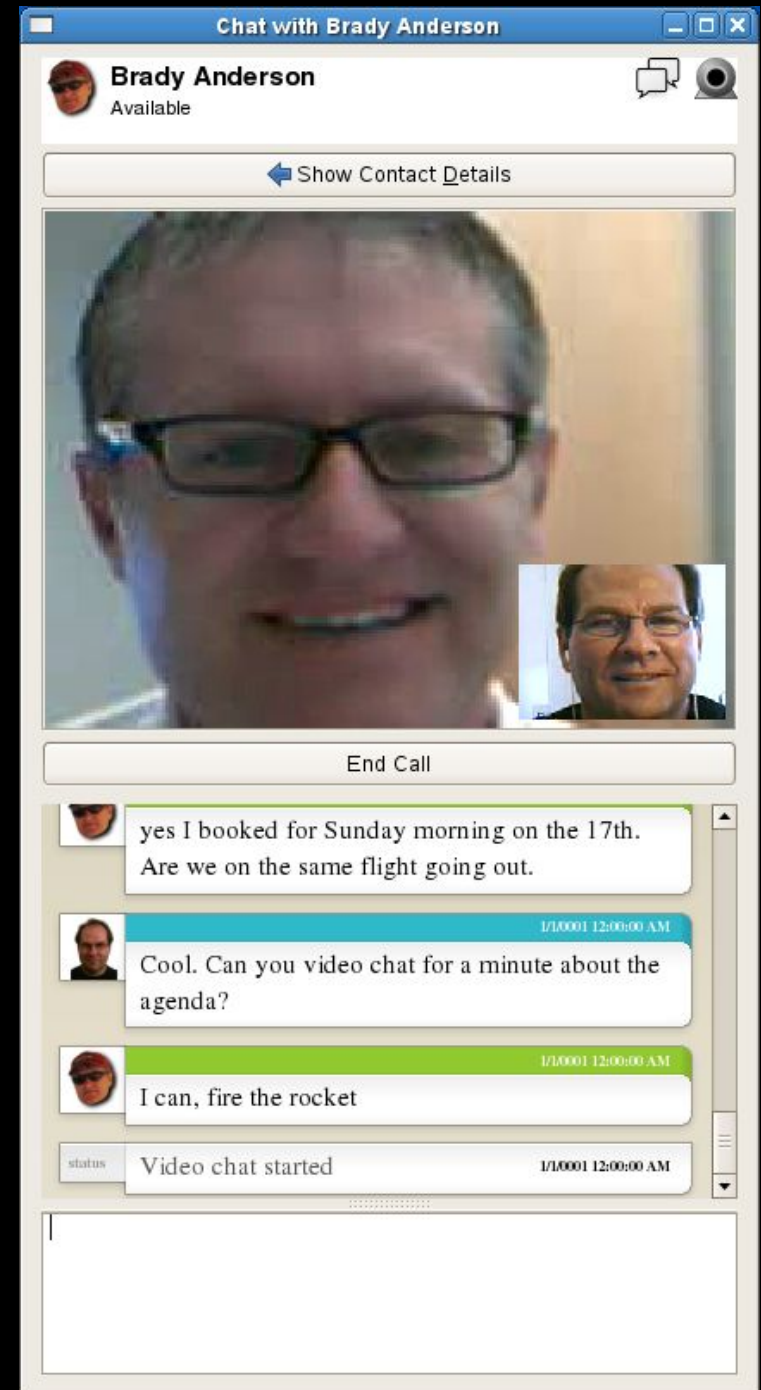 Chat with Brady Anderson
Brady Anderson
Available
Show Contact Details
End Call
yes I booked for Sunday morning on the 17th.
Are we on the same flight going out.
1/1/0001 12:00:00 AM
Cool. Can you video chat for a minute about the
agenda?
1/1/0001 12:00:00 AM
I can, fire the rocket
status
Video chat started
1/1/0001 12:00:00 AM